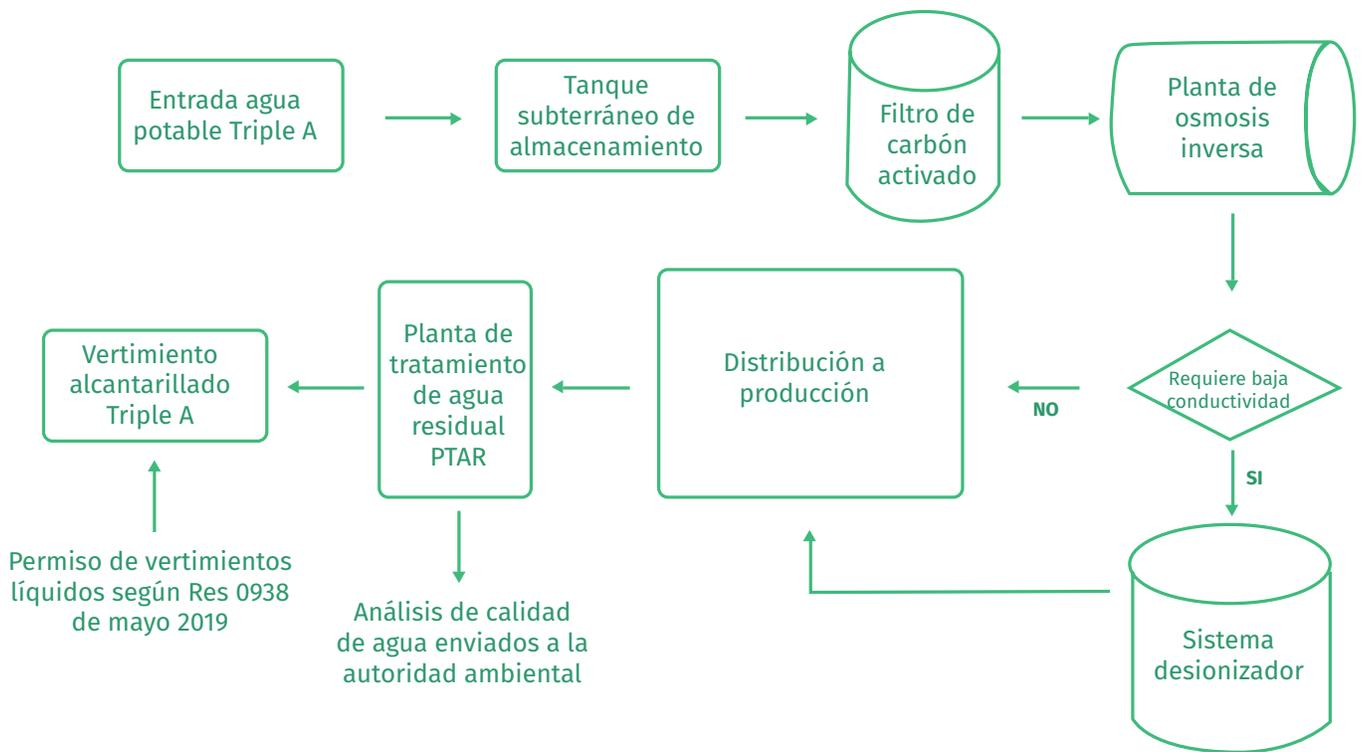 Entrada agua
potable Triple A
Tanque
subterráneo de
almacenamiento
Filtro de
carbón
activado
Planta de
osmosis
inversa
Requiere baja
conductividad
NO
SI
Sistema
desionizador
Distribución a
producción
Planta de
tratamiento
de agua
residual
PTAR
Análisis de calidad
de agua enviados a la
autoridad ambiental
Vertimiento
alcantarillado
Triple A
Permiso de vertimientos
líquidos según Res 0938
de mayo 2019